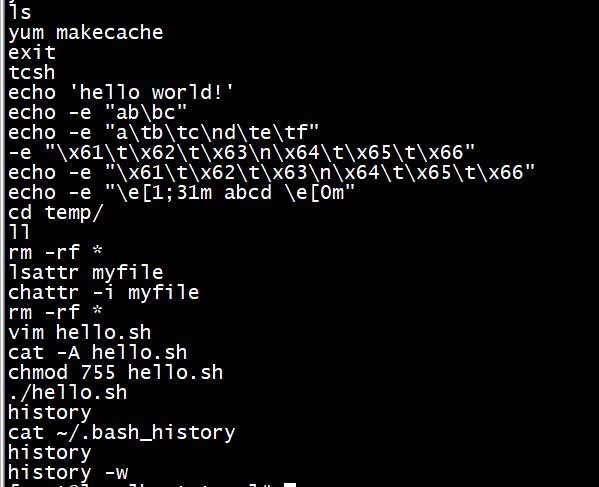 ls
yum makecache
exit
tcsh
echo 'hello world!'
echo -e "ab\bc"
echo -e "a\tb\tc\nd\te\tf"
-e "\x61\t\x62\t\x63\n\x64\t\x65\t\x66"
echo -e "\x61\t\x62\t\x63\n\x64\t\x65\t\x66"
echo -e "\e[1;31m abcd \e[0m"
cd temp/
ll
rm -rf *
lsattr myfile
chattr -i myfile
rm -rf *
vim hello.sh
cat -A hello.sh
chmod 755 hello.sh
./hello.sh
history
cat ~/.bash_history
history
history -w